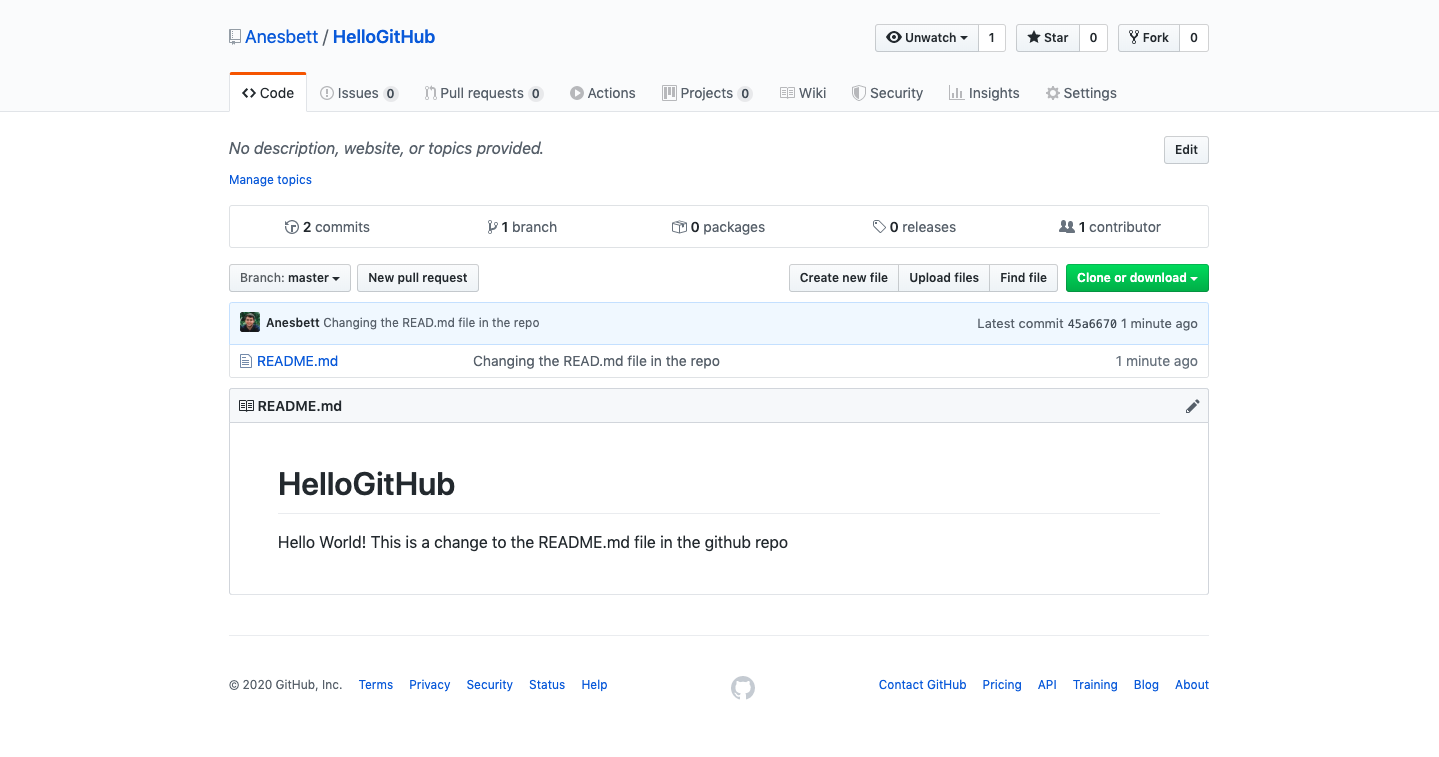 Anesbett / HelloGitHub Unwatch 1 Star 0 Fork 0
Code Issues 0 Pull requests 0 Actions Projects 0 Wiki Security Insights Settings
No description, website, or topics provided. Edit
Manage topics
2 commits 1 branch 0 packages 0 releases 1 contributor
Branch: master New pull request Create new file Upload files Find file Clone or download
Anesbett Changing the READ.md file in the repo Latest commit 45a6670 1 minute ago
README.md Changing the READ.md file in the repo 1 minute ago
README.md
HelloGitHub
Hello World! This is a change to the README.md file in the github repo
© 2020 GitHub, Inc. Terms Privacy Security Status Help Contact GitHub Pricing API Training Blog About